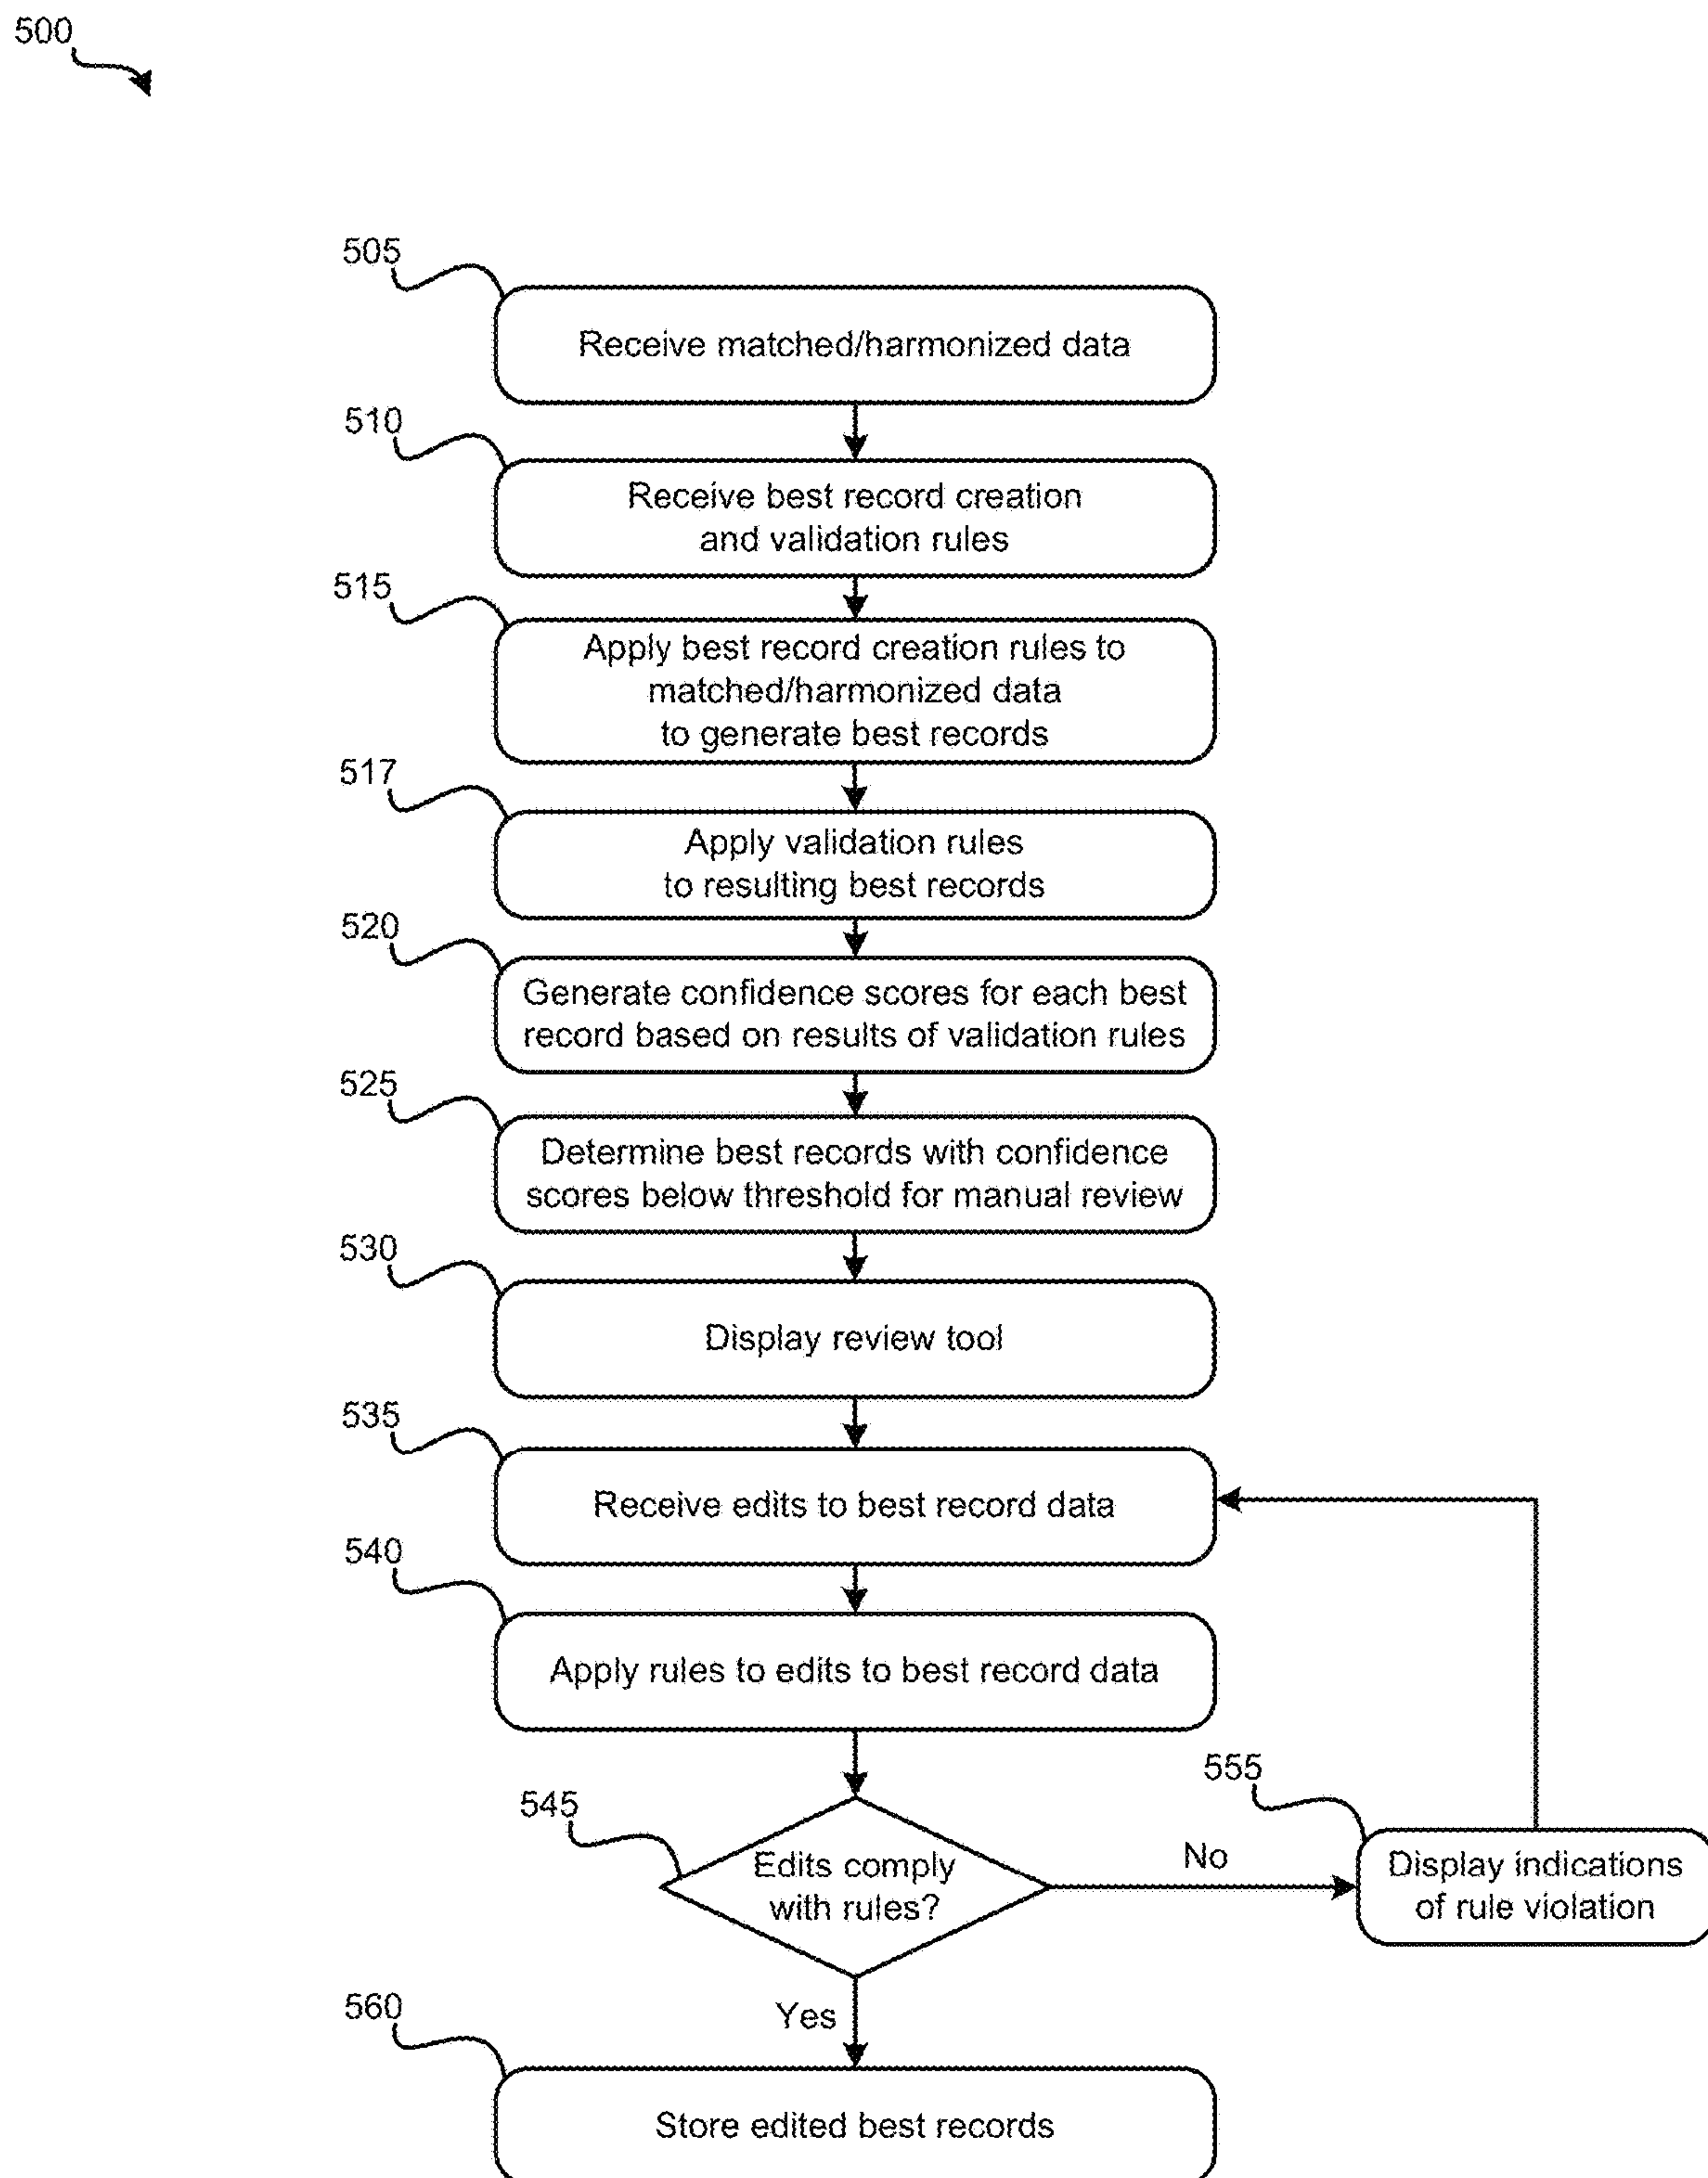 500
505
Receive matched/harmonized data
510
Receive best record creation
and validation rules
515
Apply best record creation rules to
matched/harmonized data
to generate best records
517
Apply validation rules
to resulting best records
520
Generate confidence scores for each best
record based on results of validation rules
525
Determine best records with confidence
scores below threshold for manual review
530
Display review tool
535
Receive edits to best record data
540
Apply rules to edits to best record data
545
Edits comply
with rules?
No
555
Display indications
of rule violation
Yes
560
Store edited best records